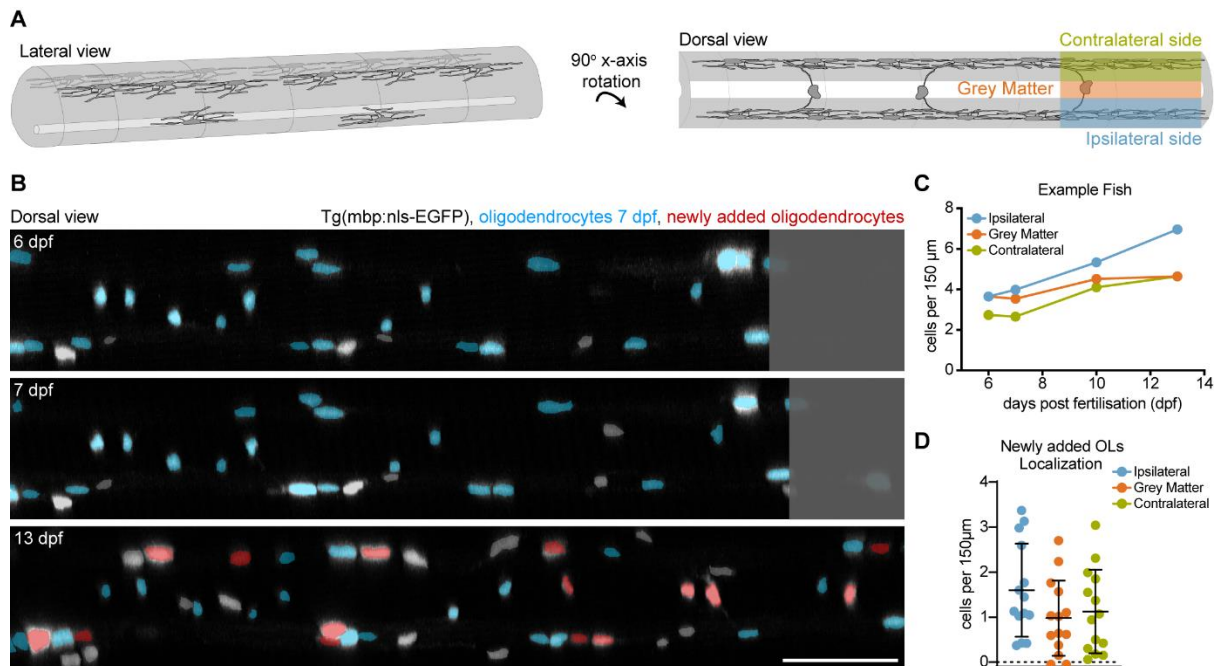 A
Lateral view
90° x-axis
rotation
Dorsal view
Contralateral side
Grey Matter
Ipsilateral side
B
Dorsal view
Tg(mbp:nls-EGFP), oligodendrocytes 7 dpf, newly added oligodendrocytes
6 dpf
7 dpf
13 dpf
C
Example Fish
Ipsilateral
Grey Matter
Contralateral
cells per 150 µm
8
6
4
2
0
6 8 10 12 14
days post fertilisation (dpf)
D
Newly added OLs
Localization
Ipsilateral
Grey Matter
Contralateral
cells per 150µm
4
3
2
1
0